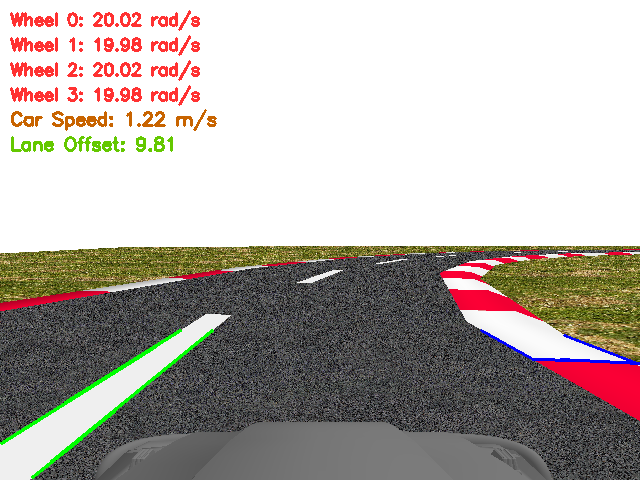 Wheel 0: 20.02 rad/s
Wheel 1: 19.98 rad/s
Wheel 2: 20.02 rad/s
Wheel 3: 19.98 rad/s
Car Speed: 1.22 m/s
Lane Offset: 9.81